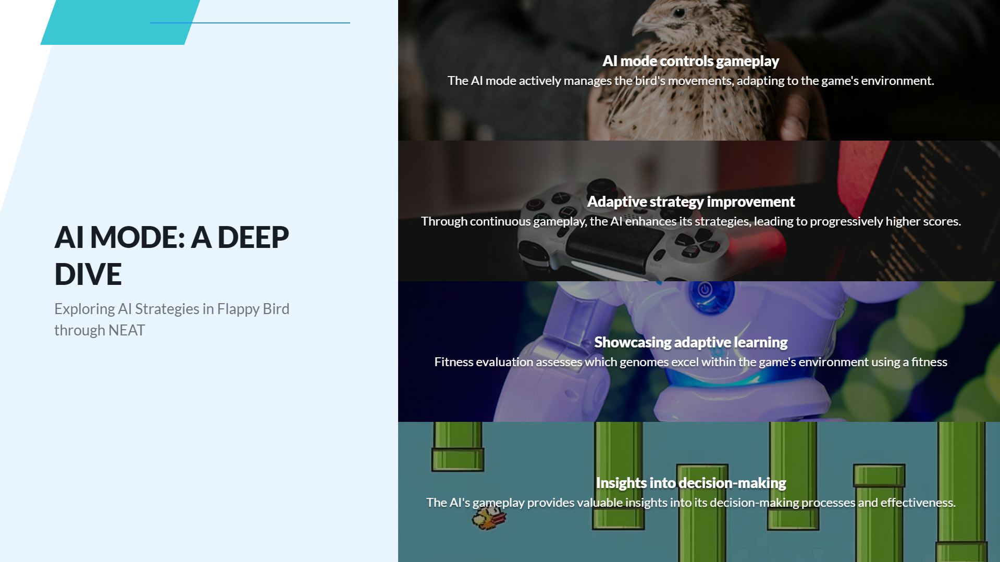 AI MODE: A DEEP
DIVE
Exploring AI Strategies in Flappy Bird
through NEAT
AI mode controls gameplay
The AI mode actively manages the bird's movements, adapting to the game's environment.
Adaptive strategy improvement
Through continuous gameplay, the AI enhances its strategies, leading to progressively higher scores.
Showcasing adaptive learning
Fitness evaluation assesses which genomes excel within the game's environment using a fitness
Insights into decision-making
The AI's gameplay provides valuable insights into its decision-making processes and effectiveness.